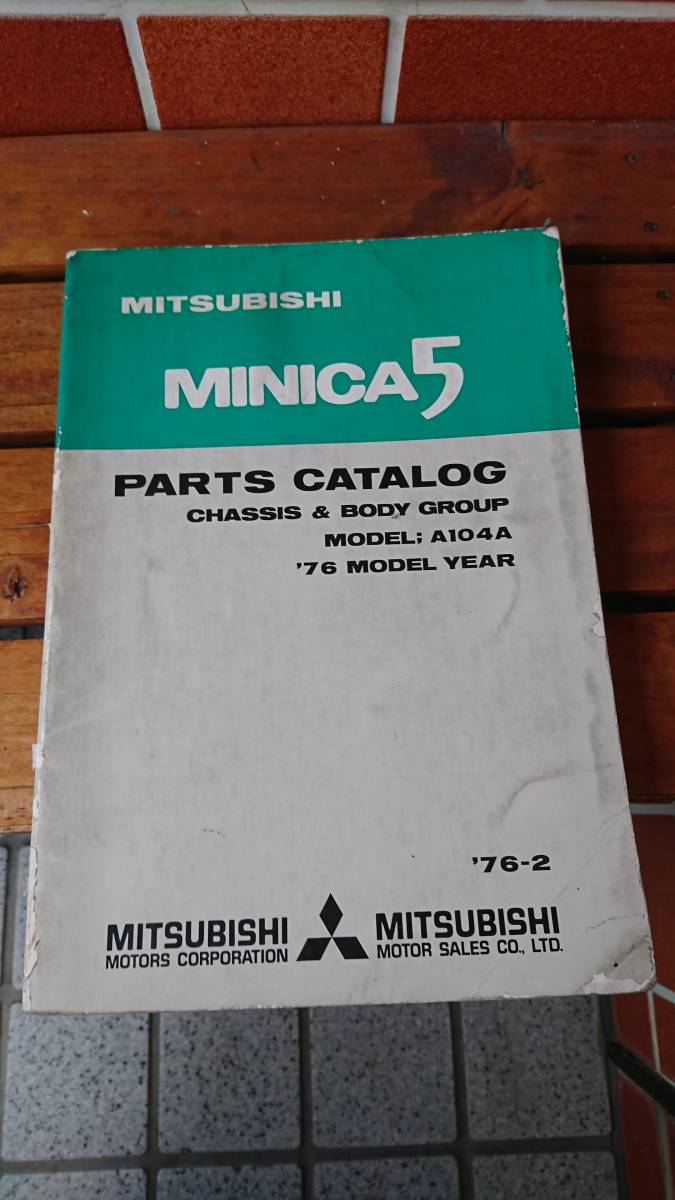 MITSUBISHI
MINICA5
PARTS CATALOG
CHASSIS & BODY GROUP
MODEL; A104A
'76 MODEL YEAR
'76-2
MITSUBISHI
MOTORS CORPORATION
MITSUBISHI
MOTOR SALES CO., LTD.